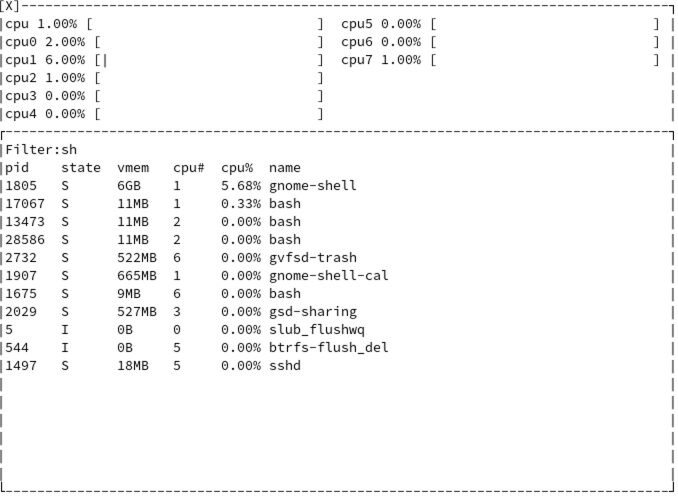 [X]
cpu 1.00% [ ] cpu5 0.00% [ ]
cpu0 2.00% [ ] cpu6 0.00% [ ]
cpu1 6.00% [| ] cpu7 1.00% [ ]
cpu2 1.00% [ ]
cpu3 0.00% [ ]
cpu4 0.00% [ ]
Filter:sh
pid state vmem cpu# cpu% name
1805 S 6GB 1 5.68% gnome-shell
17067 S 11MB 1 0.33% bash
13473 S 11MB 2 0.00% bash
28586 S 11MB 2 0.00% bash
2732 S 522MB 6 0.00% gvfsd-trash
1907 S 665MB 1 0.00% gnome-shell-cal
1675 S 9MB 6 0.00% bash
2029 S 527MB 3 0.00% gsd-sharing
5 I 0B 0 0.00% slub_flushwq
544 I 0B 5 0.00% btrfs-flush_del
1497 S 18MB 5 0.00% sshd